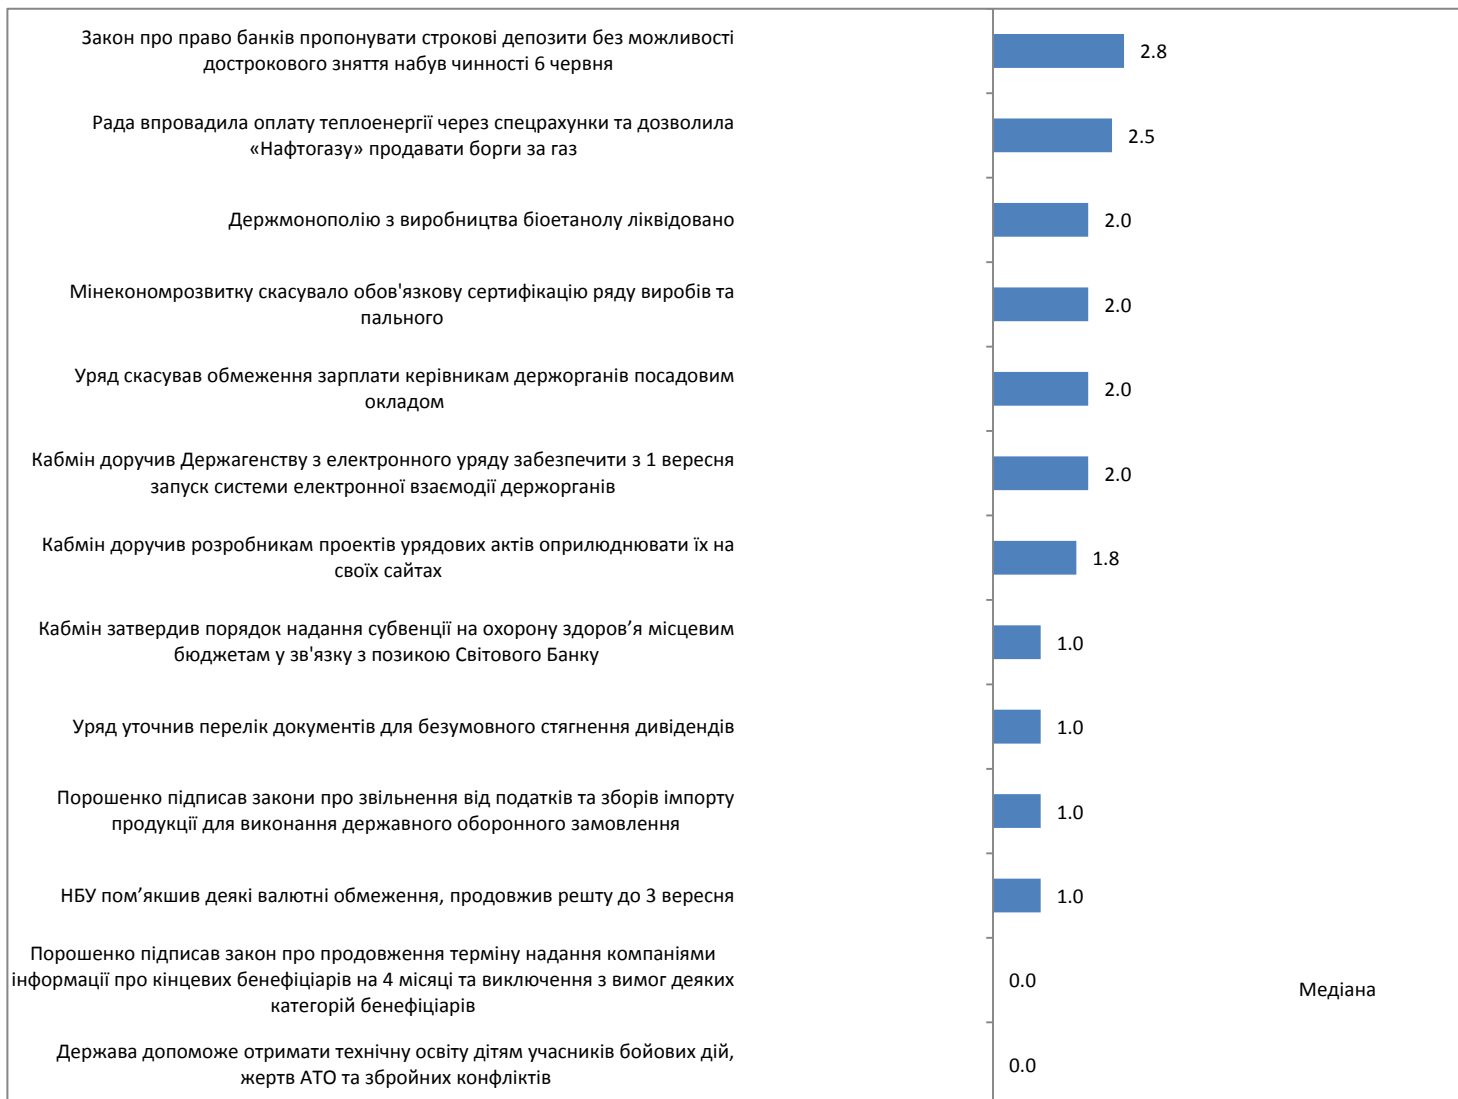 Закон про право банків пропонувати строкові депозити без можливості
дострокового зняття набув чинності 6 червня
2.8
Рада впровадила оплату теплоенергії через спецрахунки та дозволила
«Нафтогазу» продавати борги за газ
2.5
Держмонополію з виробництва біоетанолу ліквідовано
2.0
Мінекономрозвитку скасувало обов'язкову сертифікацію ряду виробів та
пального
2.0
Уряд скасував обмеження зарплати керівникам держорганів посадовим
окладом
2.0
Кабмін доручив Держагенству з електронного уряду забезпечити з 1 вересня
запуск системи електронної взаємодії держорганів
2.0
Кабмін доручив розробникам проектів урядових актів оприлюднювати їх на
своїх сайтах
1.8
Кабмін затвердив порядок надання субвенції на охорону здоров’я місцевим
бюджетам у зв'язку з позикою Світового Банку
1.0
Уряд уточнив перелік документів для безумовного стягнення дивідендів
1.0
Порошенко підписав закони про звільнення від податків та зборів імпорту
продукції для виконання державного оборонного замовлення
1.0
НБУ пом’якшив деякі валютні обмеження, продовжив решту до 3 вересня
1.0
Порошенко підписав закон про продовження терміну надання компаніями
інформації про кінцевих бенефіціарів на 4 місяці та виключення з вимог деяких
категорій бенефіціарів
0.0
Медіана
Держава допоможе отримати технічну освіту дітям учасників бойових дій,
жертв АТО та збройних конфліктів
0.0